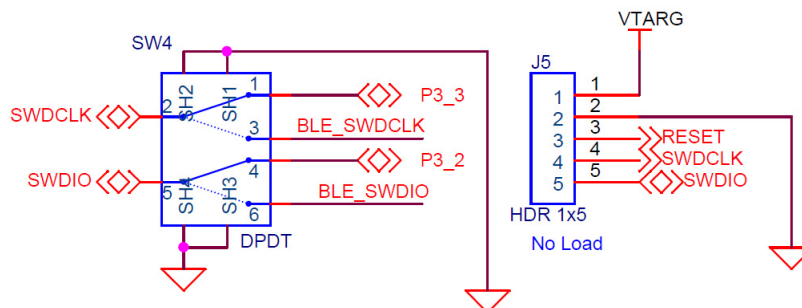 VTARG
SW4
J5
SH2
SH1
1
P3_3
SWDCLK
2
3
BLE_SWDCLK
4
P3_2
SWDIO
5
SH4
SH3
6
BLE_SWDIO
DPDT
1
1
2
2
3
3
RESET
4
4
SWDCLK
5
5
SWDIO
HDR 1x5
No Load